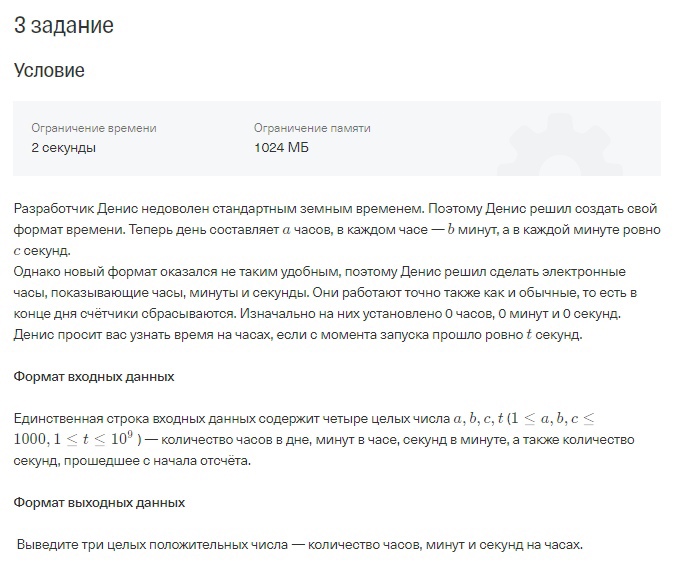 3 задание
Условие
Ограничение времени
2 секунды
Ограничение памяти
1024 МБ
Разработчик Денис недоволен стандартным земным временем. Поэтому Денис решил создать свой
формат времени. Теперь день составляет a часов, в каждом часе — b минут, а в каждой минуте ровно
c секунд.
Однако новый формат оказался не таким удобным, поэтому Денис решил сделать электронные
часы, показывающие часы, минуты и секунды. Они работают точно также как и обычные, то есть в
конце дня счётчики сбрасываются. Изначально на них установлено 0 часов, 0 минут и 0 секунд.
Денис просит вас узнать время на часах, если с момента запуска прошло ровно t секунд.
Формат входных данных
Единственная строка входных данных содержит четыре целых числа a, b, c, t (1 ≤ a, b, c ≤
1000, 1 ≤ t ≤ 10⁹ ) — количество часов в дне, минут в часе, секунд в минуте, а также количество
секунд, прошедшее с начала отсчёта.
Формат выходных данных
Выведите три целых положительных числа — количество часов, минут и секунд на часах.